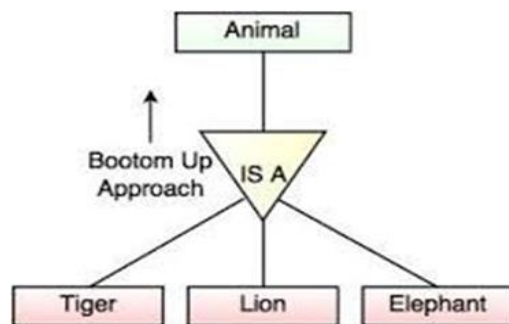 Animal
Bootom Up
Approach
IS A
Tiger
Lion
Elephant